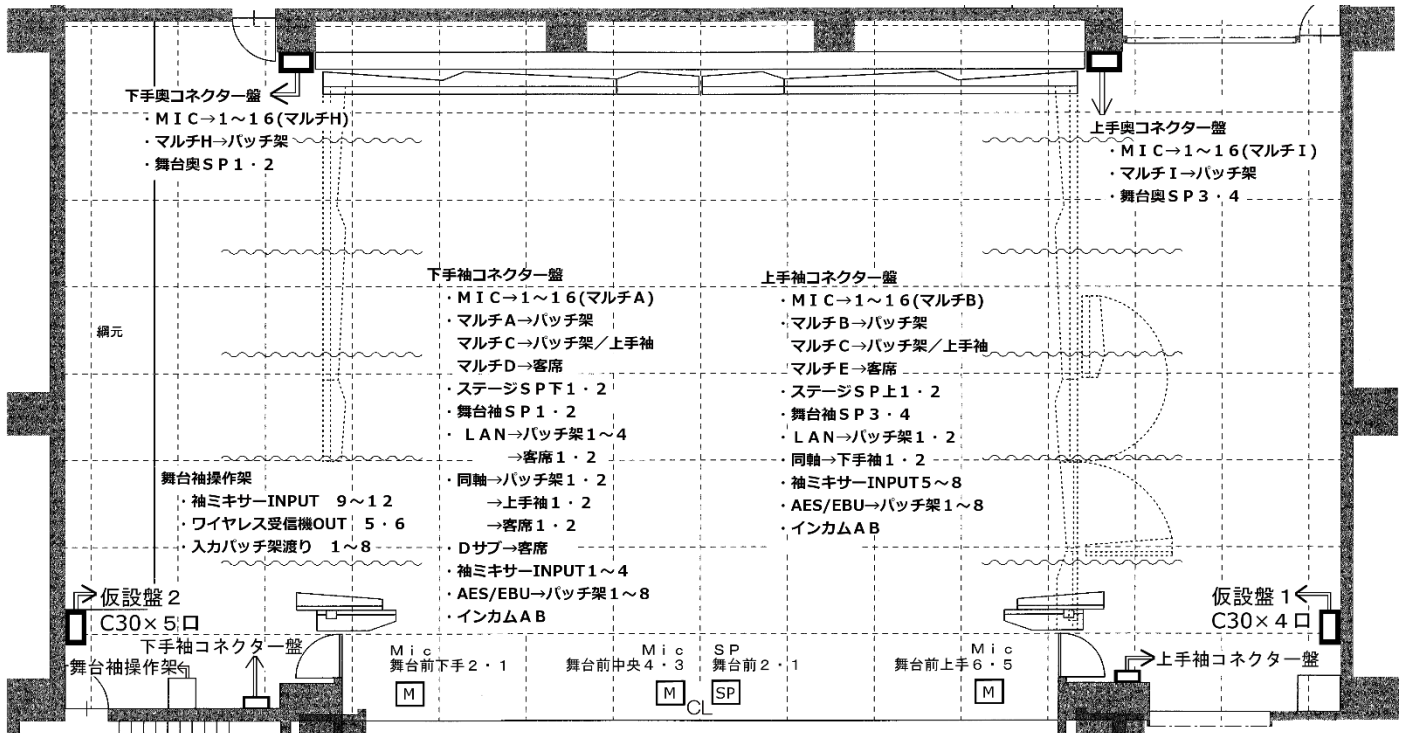 下手奥コネクター盤
・ＭＩＣ→1～16(マルチH)
・マルチH→パッチ架
・舞台奥ＳＰ1・2
上手奥コネクター盤
・ＭＩＣ→1～16(マルチＩ)
・マルチＩ→パッチ架
・舞台奥ＳＰ3・4
綱元
下手袖コネクター盤
・ＭＩＣ→1～16(マルチA)
・マルチA→パッチ架
マルチC→パッチ架／上手袖
マルチD→客席
・ステージＳＰ下1・2
・舞台袖ＳＰ1・2
・ＬＡＮ→パッチ架1～4
→客席1・2
・同軸→パッチ架1・2
→上手袖1・2
→客席1・2
・Dサブ→客席
・袖ミキサーINPUT1～4
・AES/EBU→パッチ架1～8
・インカムＡＢ
上手袖コネクター盤
・ＭＩＣ→1～16(マルチB)
・マルチB→パッチ架
マルチC→パッチ架／上手袖
マルチE→客席
・ステージＳＰ上1・2
・舞台袖ＳＰ3・4
・ＬＡＮ→パッチ架1・2
・同軸→下手袖1・2
・袖ミキサーINPUT5～8
・AES/EBU→パッチ架1～8
・インカムＡＢ
舞台袖操作架
・袖ミキサーINPUT 9～12
・ワイヤレス受信機OUT 5・6
・入力パッチ架渡り 1～8
仮設盤２
C30×５口
下手袖コネクター盤
舞台袖操作架
Mic
舞台前下手2・1
M
Mic
舞台前中央4・3
M
SP
舞台前2・1
SP
CL
Mic
舞台前上手6・5
M
仮設盤１
C30×４口
上手袖コネクター盤